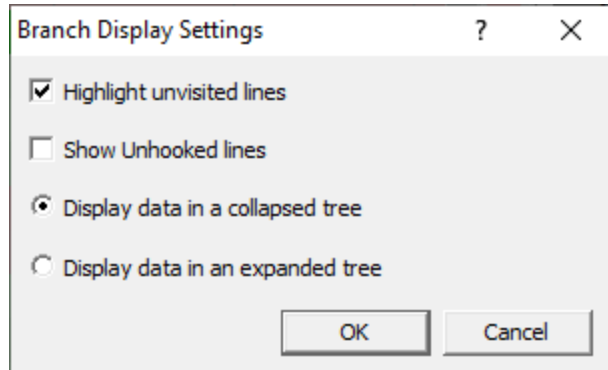 Branch Display Settings ?
Highlight unvisited lines
Show Unhooked lines
Display data in a collapsed tree
Display data in an expanded tree
OK Cancel